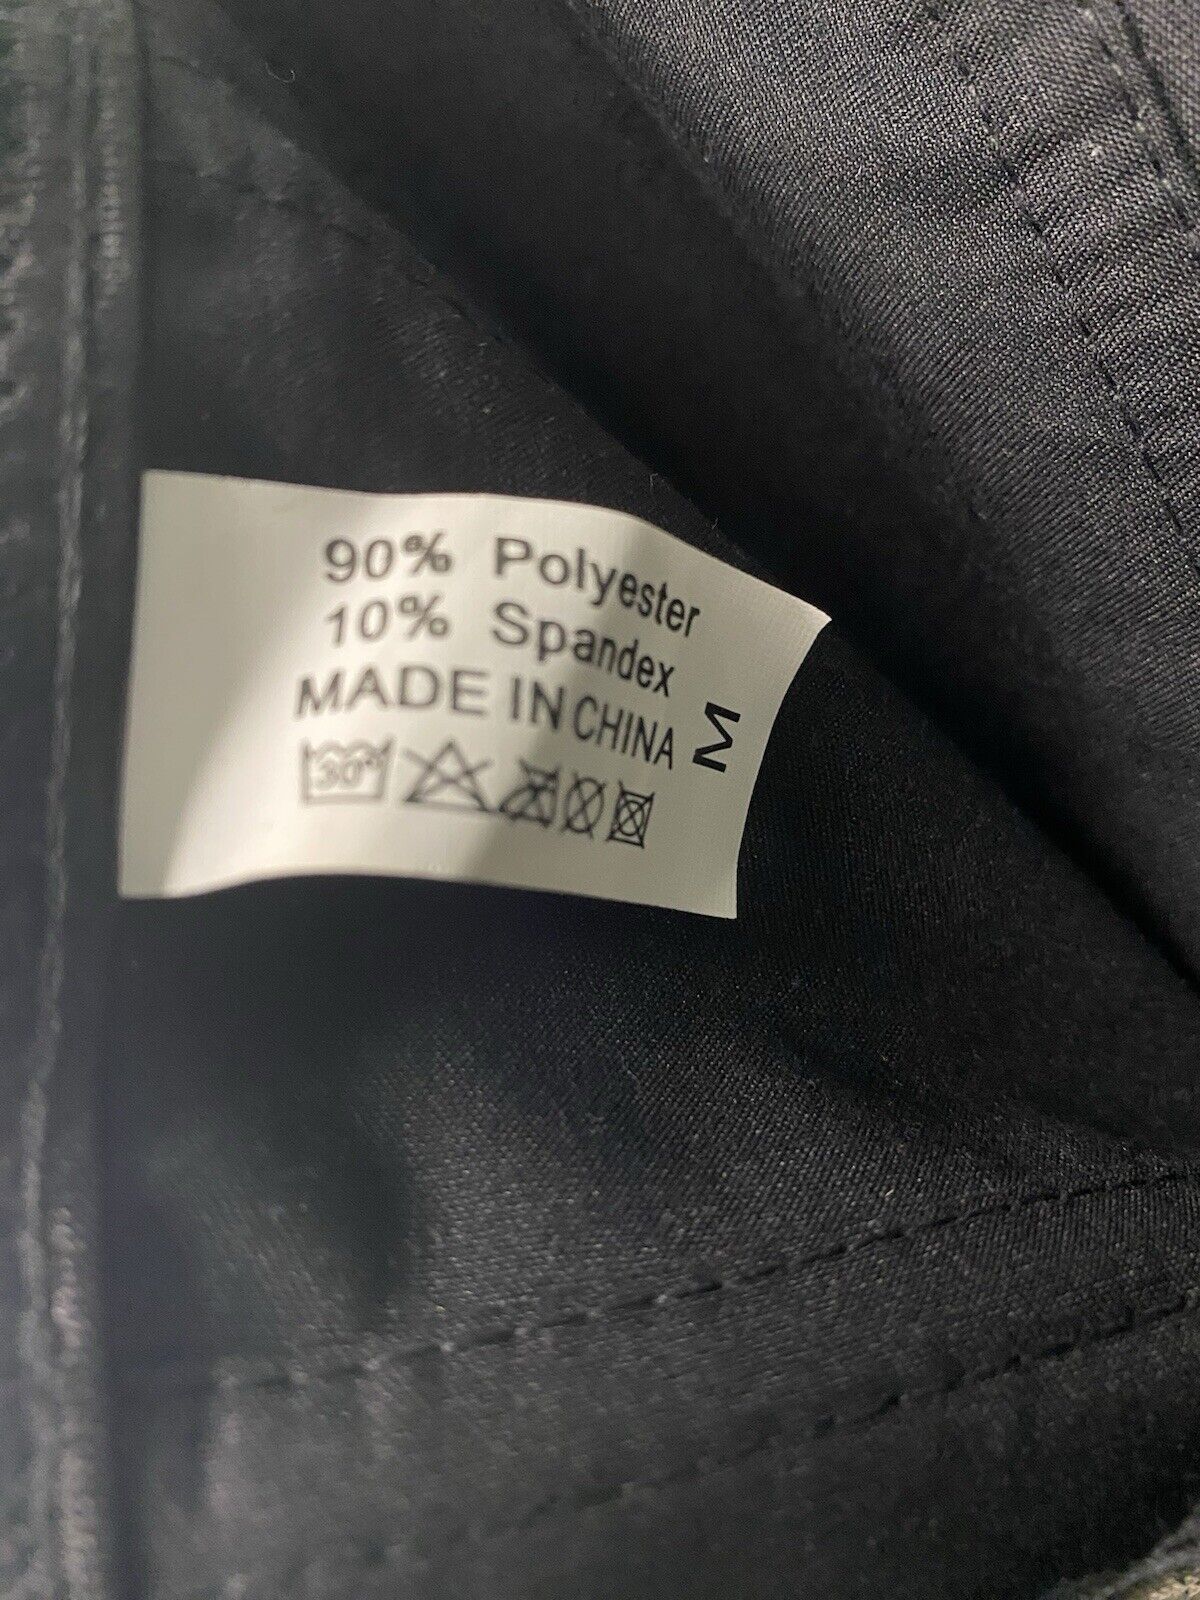 90% Polyester
10% Spandex
MADE IN CHINA
M
30°